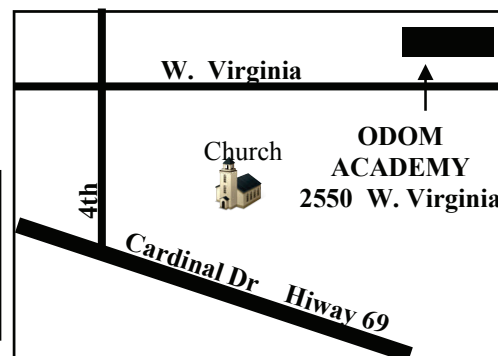 W. Virginia
Church
ODOM
ACADEMY
2550 W. Virginia
4th
Cardinal Dr Hiway 69